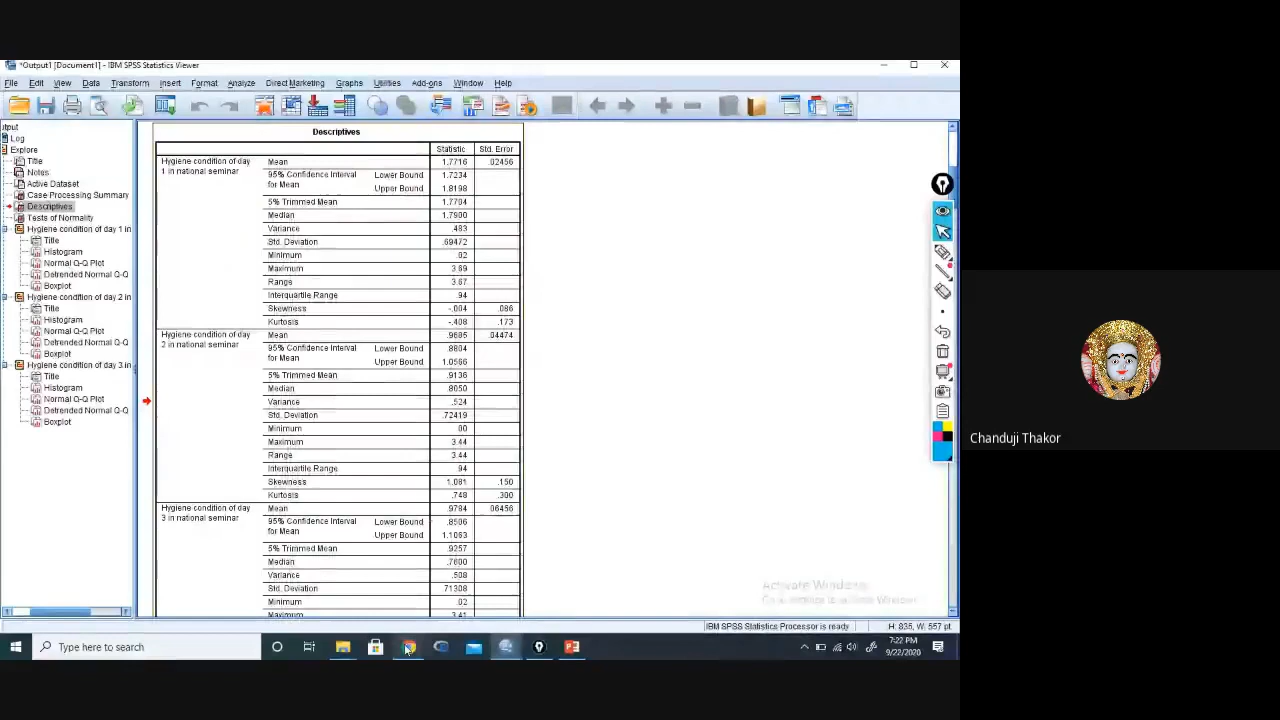 *Output1 [Document1] - IBM SPSS Statistics Viewer
File Edit View Data Transform Insert Format Analyze Direct Marketing Graphs Utilities Add-ons Window Help
Log
Explore
Title
Notes
Active Dataset
Case Processing Summary
Descriptives
Tests of Normality
Hygiene condition of day 1 in
Title
Histogram
Normal Q-Q Plot
Detrended Normal Q-Q
Boxplot
Hygiene condition of day 2 in
Title
Histogram
Normal Q-Q Plot
Detrended Normal Q-Q
Boxplot
Hygiene condition of day 3 in
Title
Histogram
Normal Q-Q Plot
Detrended Normal Q-Q
Boxplot
Descriptives
Statistic Std. Error
Hygiene condition of day 1 in national seminar Mean 1.7716 .02456
95% Confidence Interval for Mean Lower Bound 1.7234
Upper Bound 1.8198
5% Trimmed Mean 1.7704
Median 1.7900
Variance .483
Std. Deviation .69472
Minimum .02
Maximum 3.69
Range 3.67
Interquartile Range .94
Skewness -.004 .086
Kurtosis -.408 .173
Hygiene condition of day 2 in national seminar Mean .9685 .04474
95% Confidence Interval for Mean Lower Bound .8804
Upper Bound 1.0566
5% Trimmed Mean .9136
Median .8050
Variance .524
Std. Deviation .72419
Minimum .00
Maximum 3.44
Range 3.44
Interquartile Range .94
Skewness 1.081 .150
Kurtosis .748 .300
Hygiene condition of day 3 in national seminar Mean .9784 .06456
95% Confidence Interval for Mean Lower Bound .8506
Upper Bound 1.1063
5% Trimmed Mean .9257
Median .7600
Variance .508
Std. Deviation .71308
Minimum .02
Maximum 3.41
Activate Windows
IBM SPSS Statistics Processor is ready H: 835, W: 557 pt
Type here to search
7:22 PM
9/22/2020
Chanduji Thakor